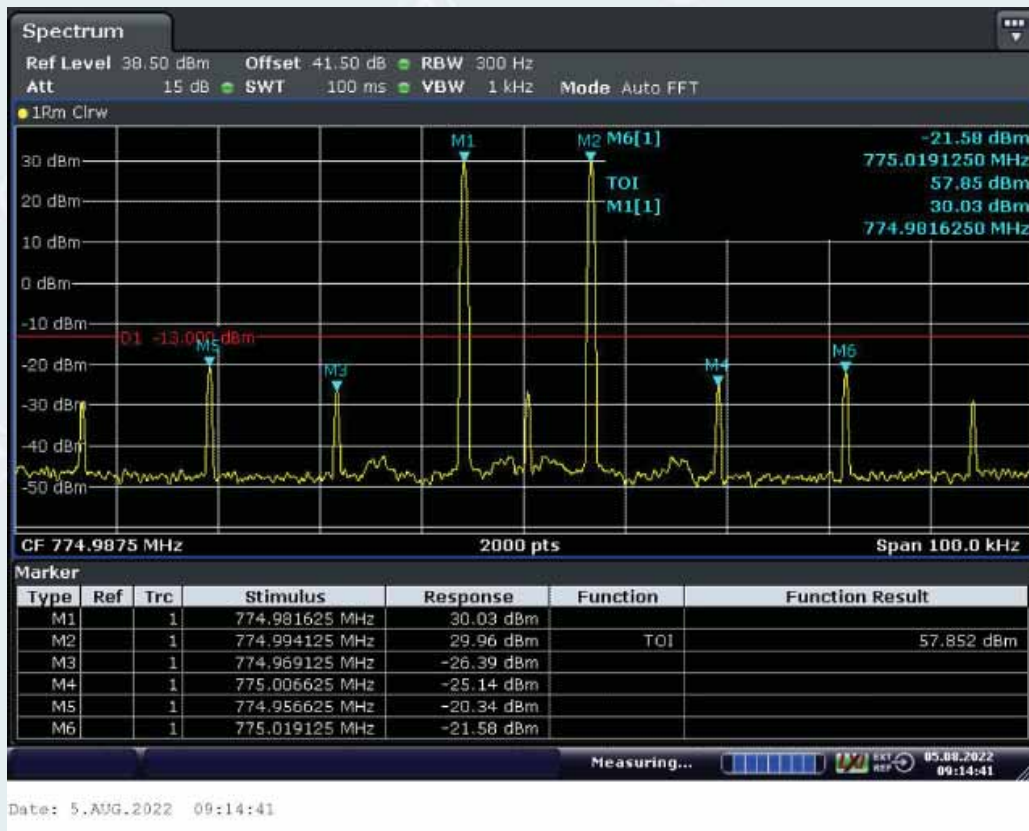 Spectrum
Ref Level 38.50 dBm Offset 41.50 dB RBW 300 Hz
Att 15 dB SWT 100 ms VBW 1 kHz Mode Auto FFT
1Rm Clrw
M1 M2 M6[1] -21.58 dBm
775.0191250 MHz
30 dBm
TOI 57.85 dBm
20 dBm
M1[1] 30.03 dBm
774.9816250 MHz
10 dBm
0 dBm
-10 dBm
D1 -13.000 dBm
M5 M6
-20 dBm
M3 M4
-30 dBm
-40 dBm
-50 dBm
CF 774.9875 MHz 2000 pts Span 100.0 kHz
Marker
Type Ref Trc Stimulus Response Function Function Result
M1 1 774.981625 MHz 30.03 dBm
M2 1 774.994125 MHz 29.96 dBm TOI 57.852 dBm
M3 1 774.969125 MHz -26.39 dBm
M4 1 775.006625 MHz -25.14 dBm
M5 1 774.956625 MHz -20.34 dBm
M6 1 775.019125 MHz -21.58 dBm
Measuring... LXI EXT REF 05.08.2022
09:14:41
Date: 5.AUG.2022 09:14:41